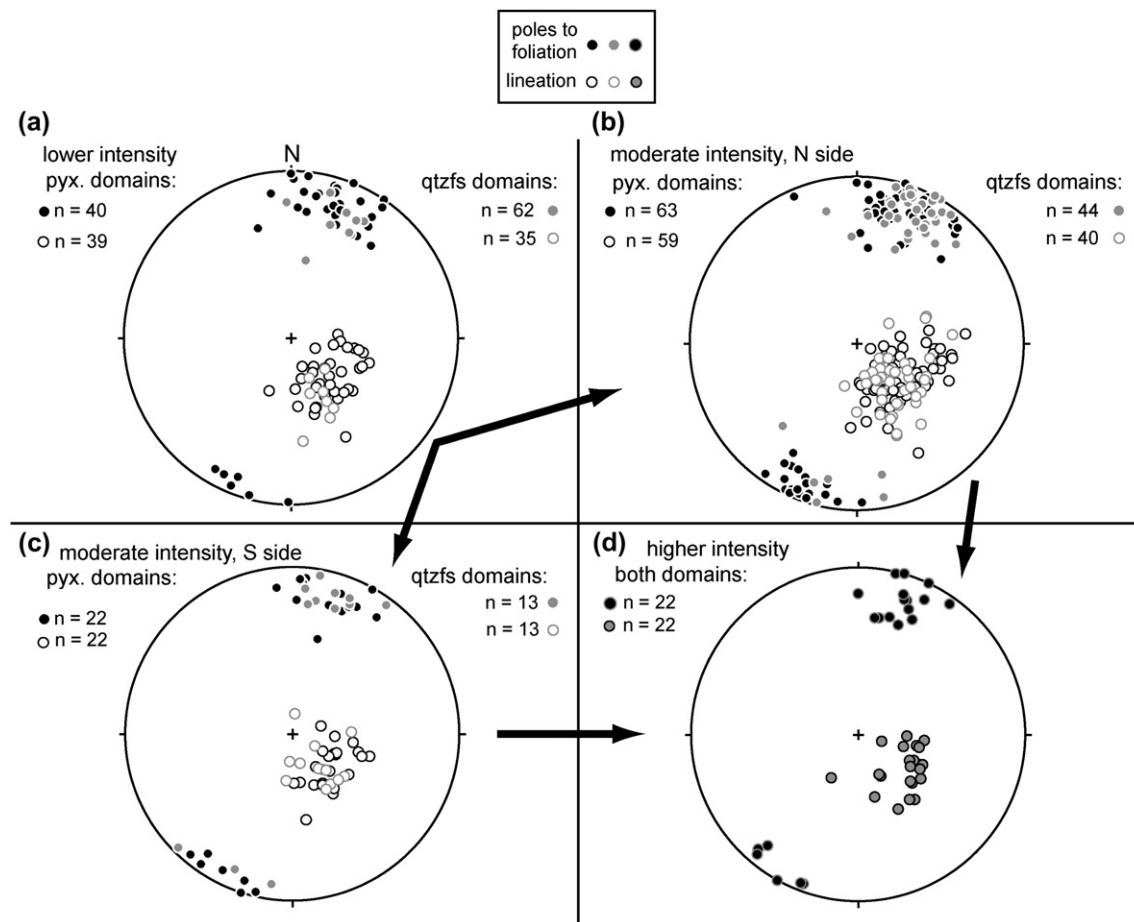 poles to
foliation
lineation
(a)
lower intensity
N
pyx. domains:
qtzfs domains:
n = 40
n = 62
n = 39
n = 35
(b)
moderate intensity, N side
pyx. domains:
qtzfs domains:
n = 63
n = 44
n = 59
n = 40
(c)
moderate intensity, S side
pyx. domains:
qtzfs domains:
n = 22
n = 13
n = 22
n = 13
(d)
higher intensity
both domains:
n = 22
n = 22